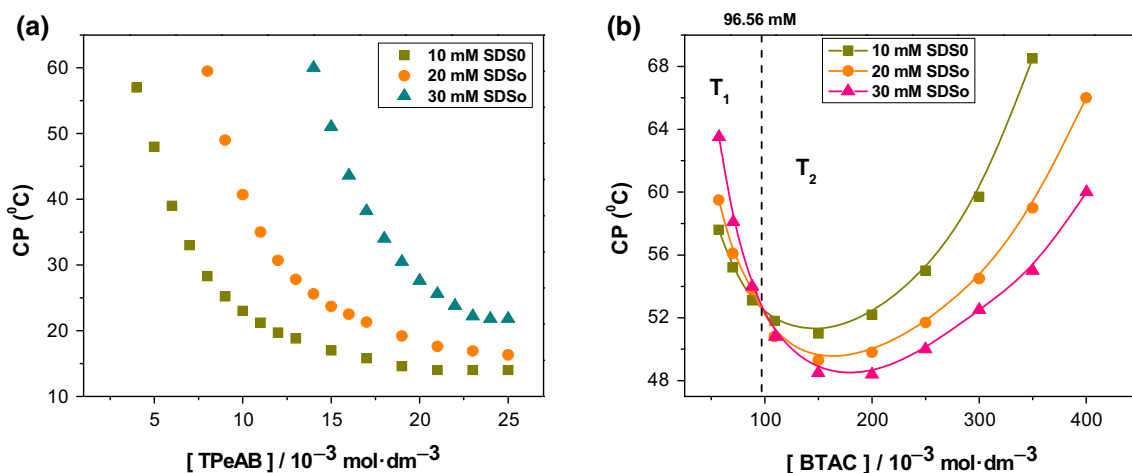 (a)
10 mM SDS0
20 mM SDSo
30 mM SDSo
60
50
40
30
20
10
CP (⁰C)
5 10 15 20 25
[ TPeAB ] / 10⁻³ mol·dm⁻³
96.56 mM
(b)
10 mM SDS0
20 mM SDSo
30 mM SDSo
T₁
T₂
68
64
60
56
52
48
CP (⁰C)
100 200 300 400
[ BTAC ] / 10⁻³ mol·dm⁻³